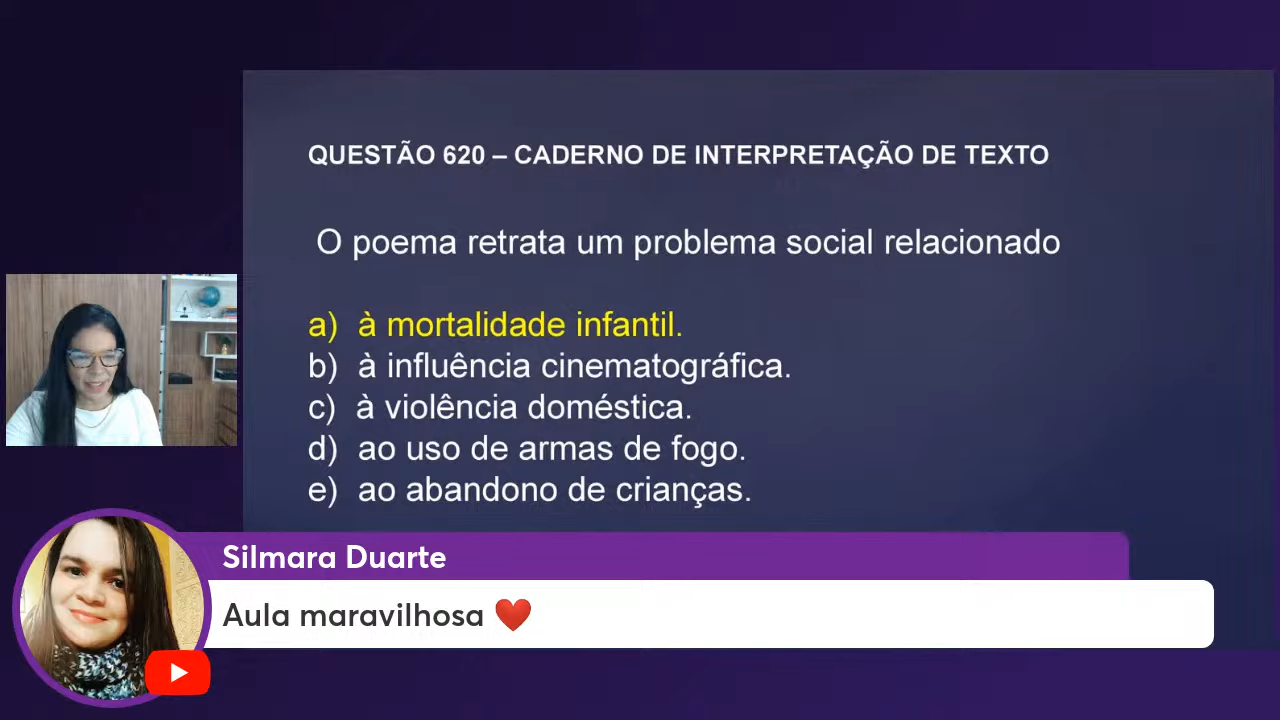 QUESTÃO 620 – CADERNO DE INTERPRETAÇÃO DE TEXTO
O poema retrata um problema social relacionado
a) à mortalidade infantil.
b) à influência cinematográfica.
c) à violência doméstica.
d) ao uso de armas de fogo.
e) ao abandono de crianças.
Silmara Duarte
Aula maravilhosa ❤️